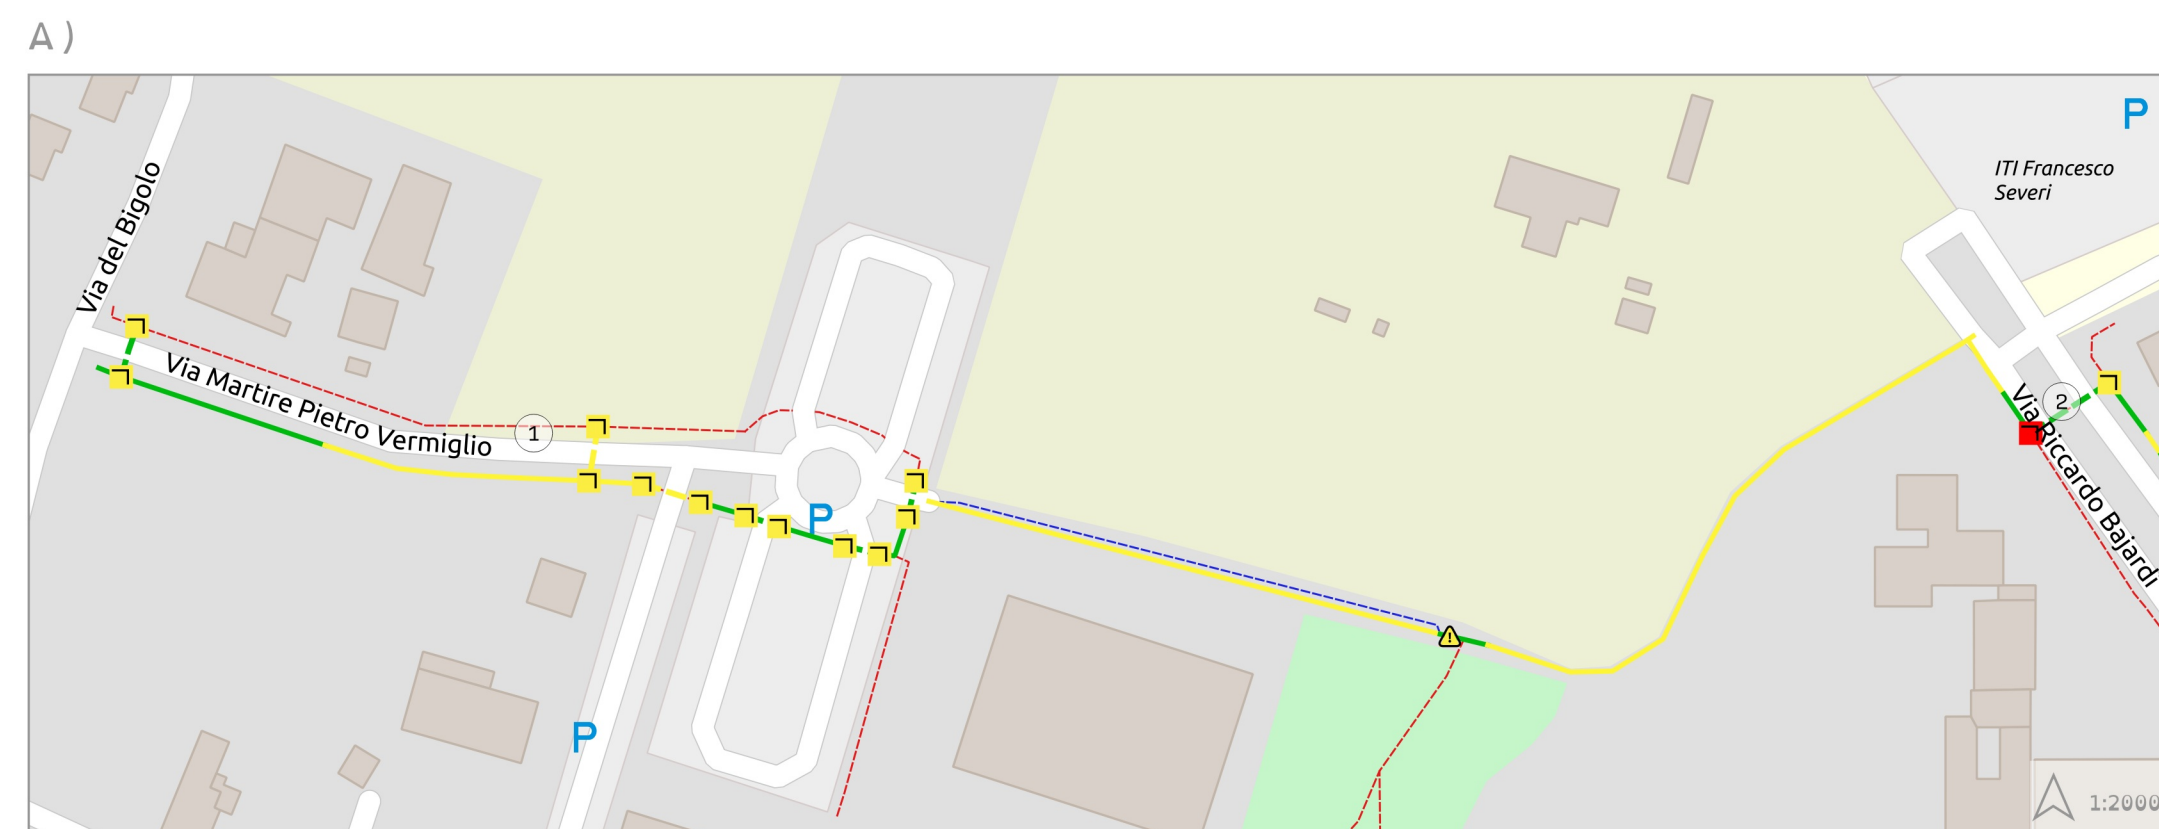 A )
P
ITI Francesco
Severi
Via del Bigolo
Via Martire Pietro Vermiglio
1
2
P
Via Riccardo Bajardi
P
1:2000